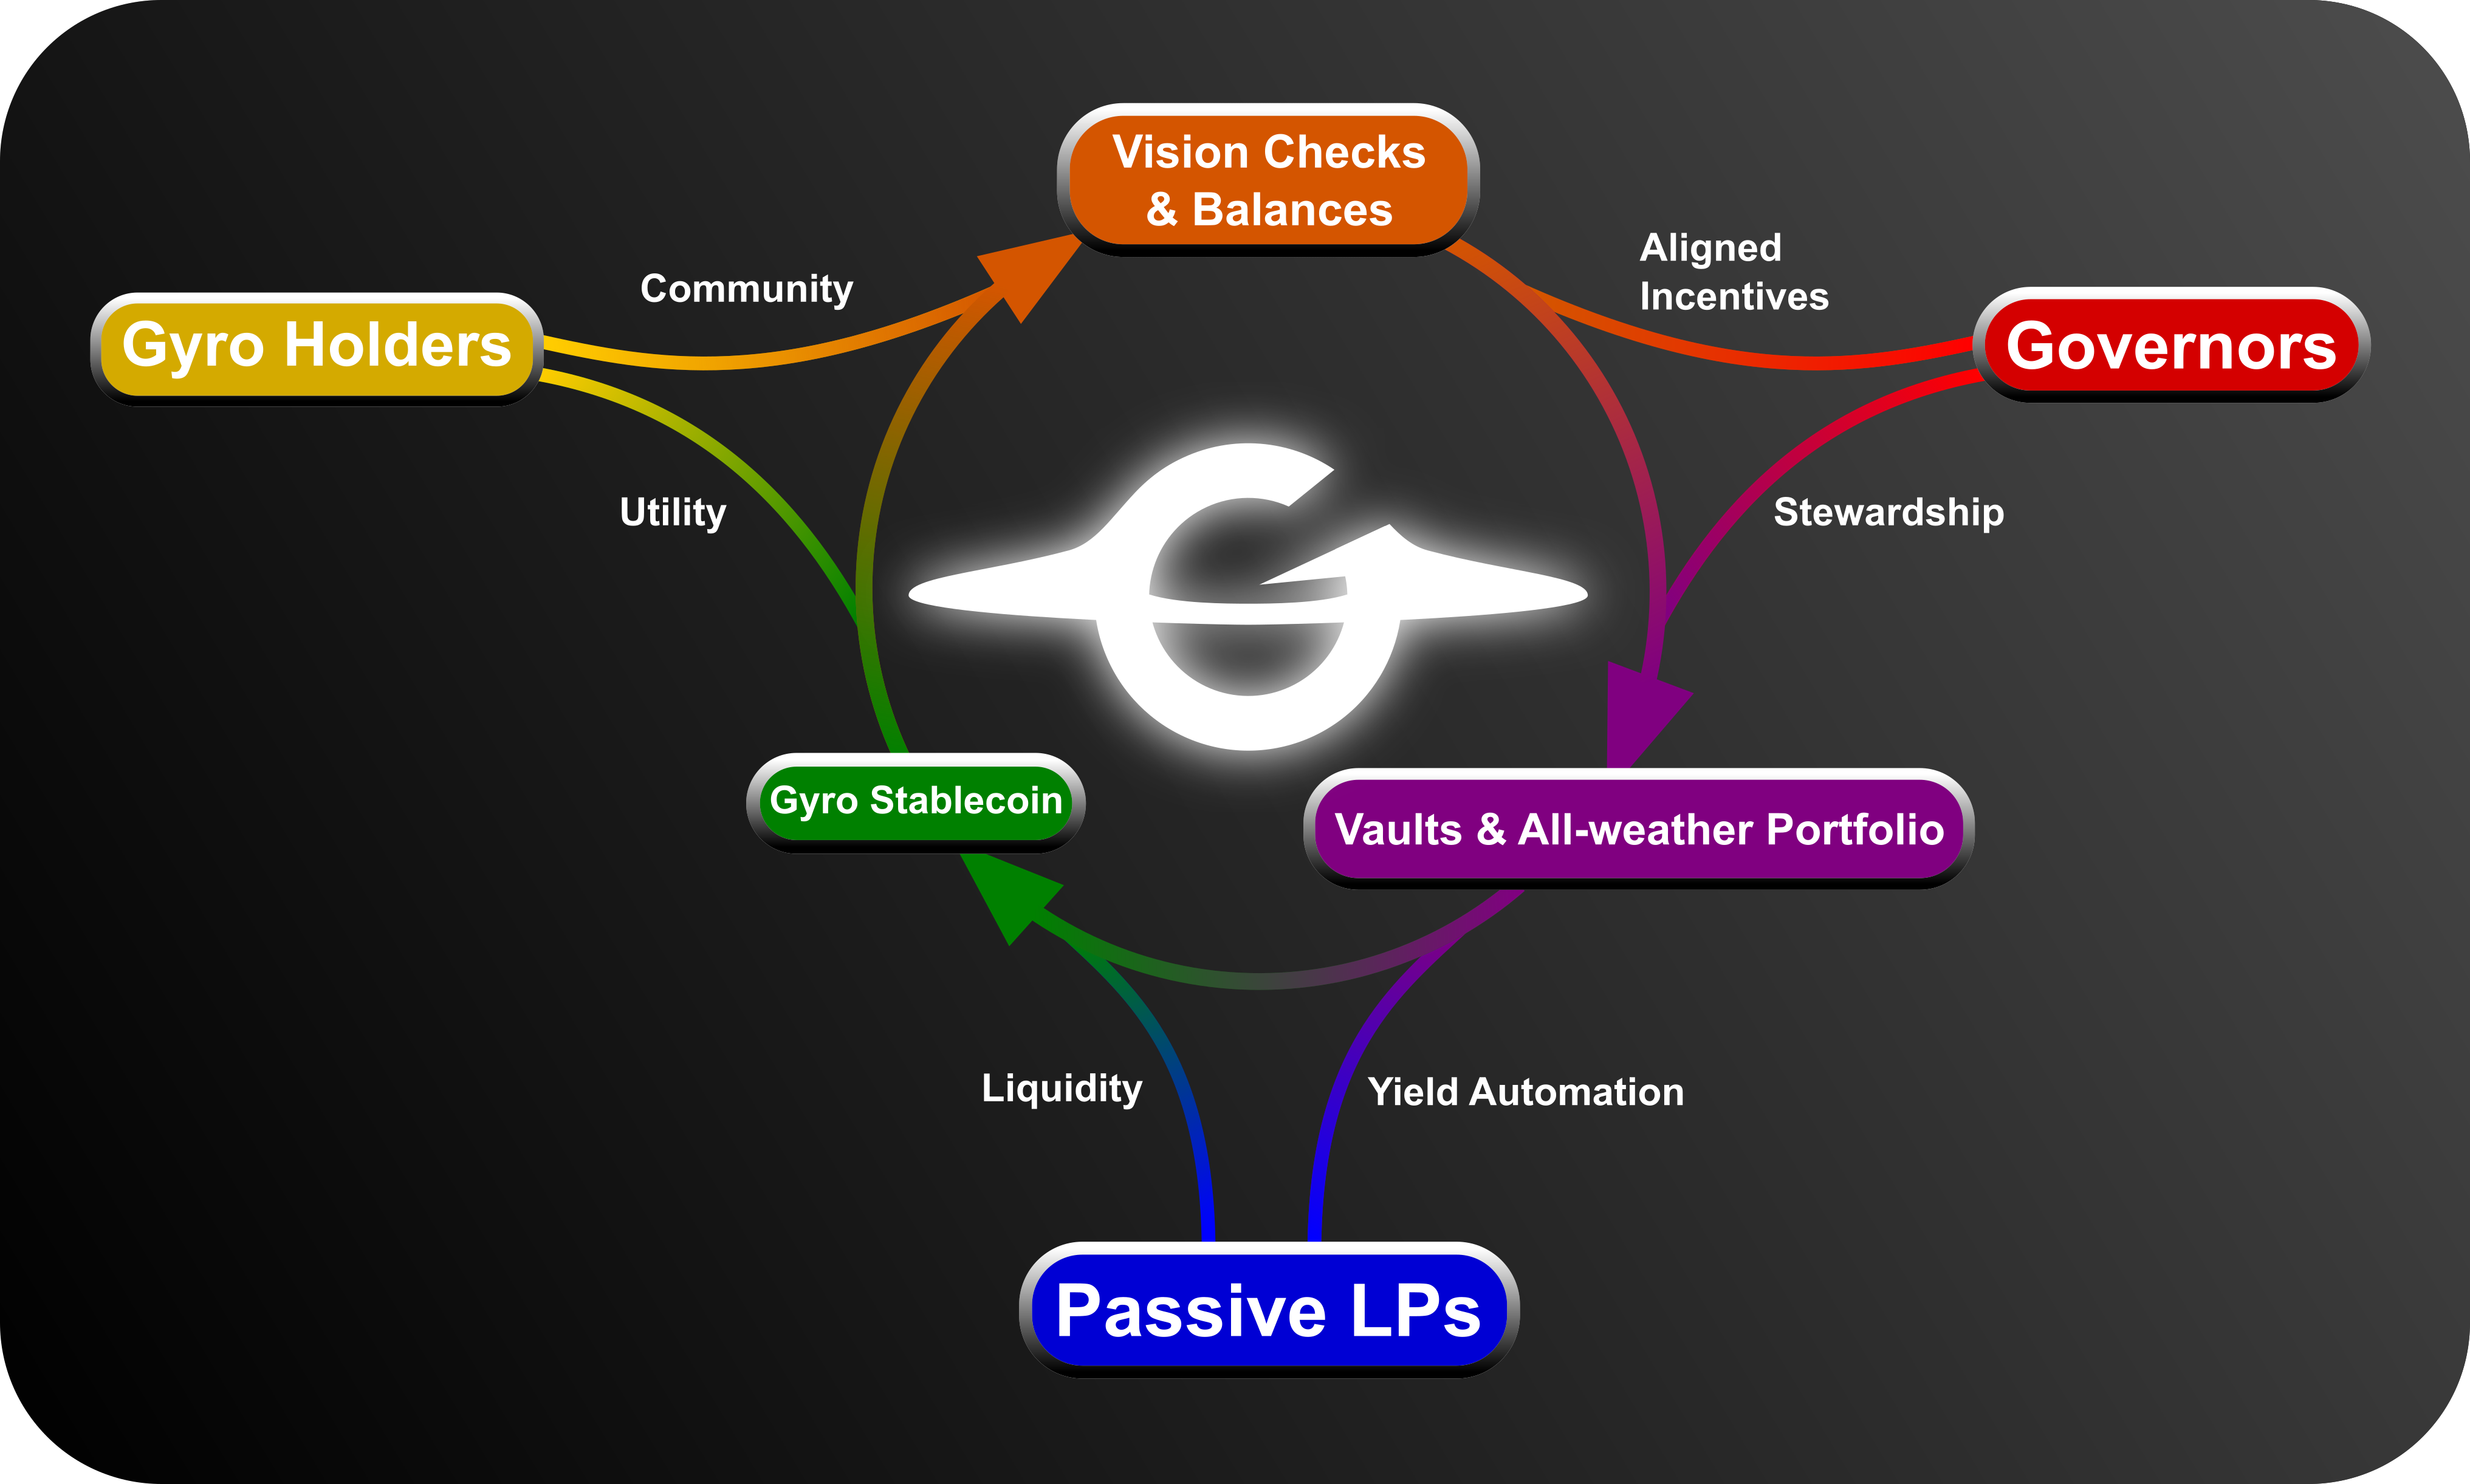 Vision Checks
& Balances
Aligned
Incentives
Community
Gyro Holders
Governors
Utility
Stewardship
Gyro Stablecoin
Vaults & All-weather Portfolio
Liquidity
Yield Automation
Passive LPs